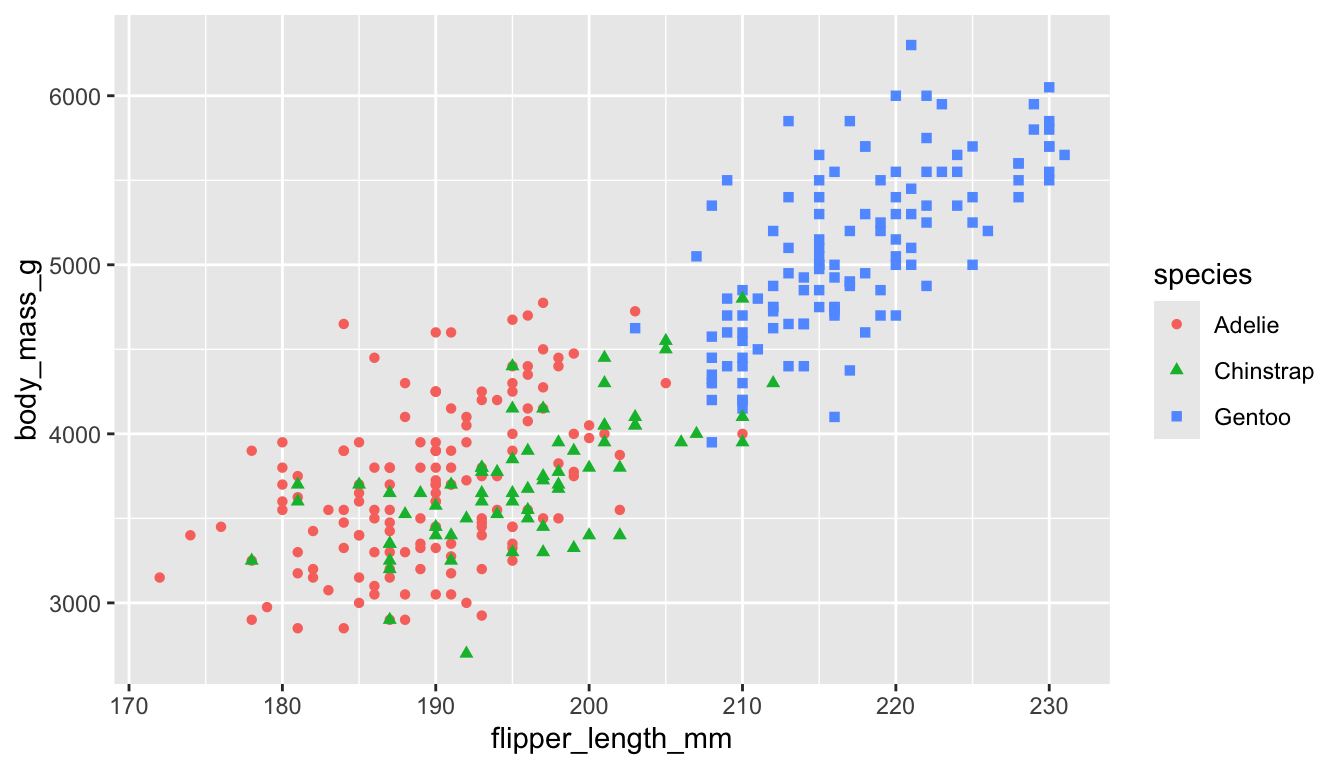 6000
5000
4000
3000
body_mass_g
170 180 190 200 210 220 230
flipper_length_mm
species
Adelie
Chinstrap
Gentoo